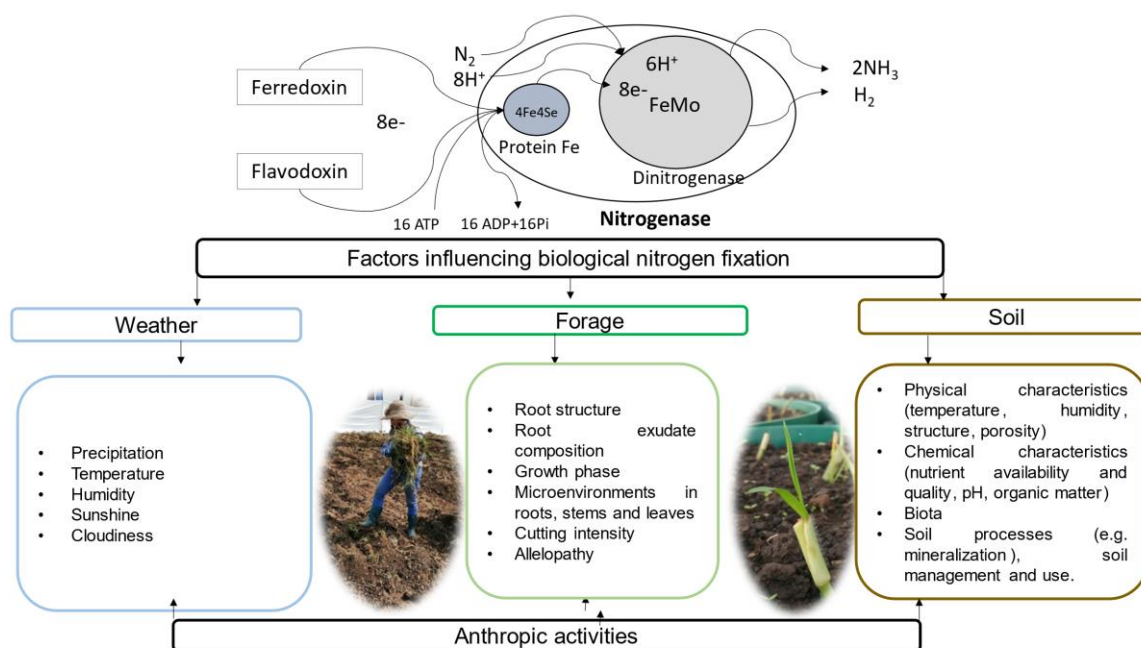 N2
8H+
Ferredoxin
8e-
Flavodoxin
4Fe4Se
Protein Fe
6H+
8e-
FeMo
Dinitrogenase
2NH3
H2
Nitrogenase
16 ATP
16 ADP+16Pi
Factors influencing biological nitrogen fixation
Weather
Forage
Soil
• Precipitation
• Temperature
• Humidity
• Sunshine
• Cloudiness
• Root structure
• Root exudate
composition
• Growth phase
• Microenvironments in
roots, stems and leaves
• Cutting intensity
• Allelopathy
• Physical characteristics
(temperature, humidity,
structure, porosity)
• Chemical characteristics
(nutrient availability and
quality, pH, organic matter)
• Biota
• Soil processes (e.g.
mineralization), soil
management and use.
Anthropic activities